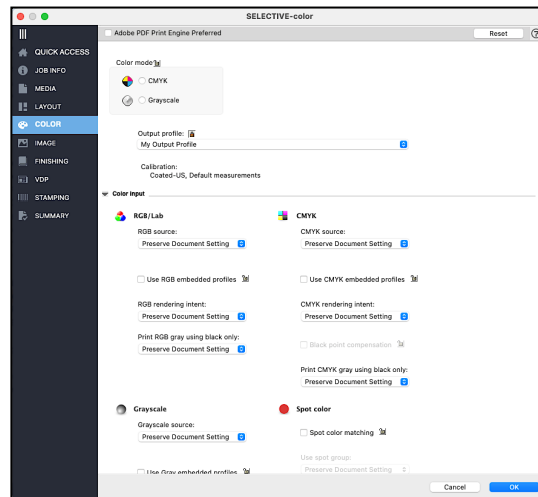 SELECTIVE-color
Adobe PDF Print Engine Preferred
Reset
?
QUICK ACCESS
JOB INFO
MEDIA
LAYOUT
COLOR
IMAGE
FINISHING
VDP
STAMPING
SUMMARY
Color mode
CMYK
Grayscale
Output profile:
My Output Profile
Calibration:
Coated-US, Default measurements
Color input
RGB/Lab
RGB source:
Preserve Document Setting
Use RGB embedded profiles
RGB rendering intent:
Preserve Document Setting
Print RGB gray using black only:
Preserve Document Setting
CMYK
CMYK source:
Preserve Document Setting
Use CMYK embedded profiles
CMYK rendering intent:
Preserve Document Setting
Black point compensation
Print CMYK gray using black only:
Preserve Document Setting
Grayscale
Grayscale source:
Preserve Document Setting
Use Gray embedded profiles
Spot color
Spot color matching
Use spot group:
Preserve Document Setting
Cancel
OK